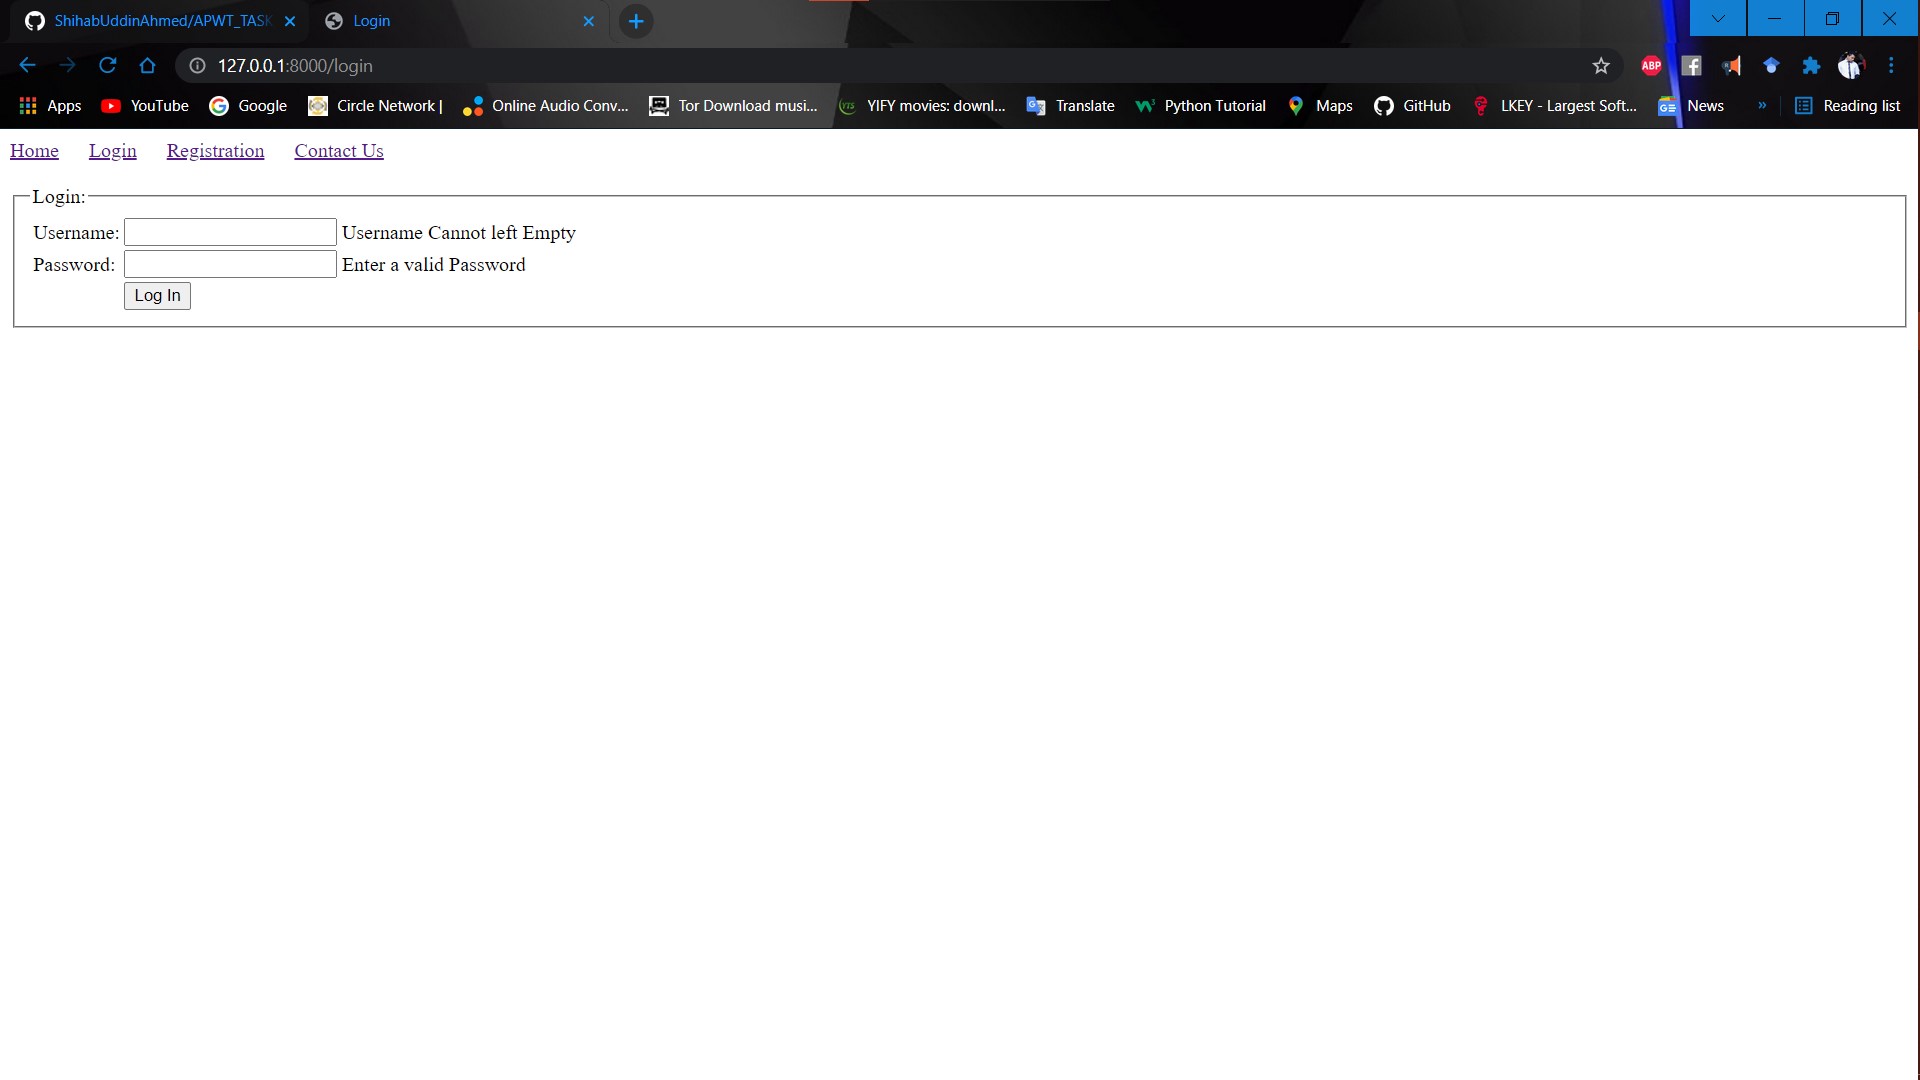 ShihabUddinAhmed/APWT_TASK
Login
127.0.0.1:8000/login
ABP
Apps
YouTube
Google
Circle Network |
Online Audio Conv...
Tor Download musi...
YIFY movies: downl...
Translate
Python Tutorial
Maps
GitHub
LKEY - Largest Soft...
News
»
Reading list
Home Login Registration Contact Us
Login:
Username: Username Cannot left Empty
Password: Enter a valid Password
Log In